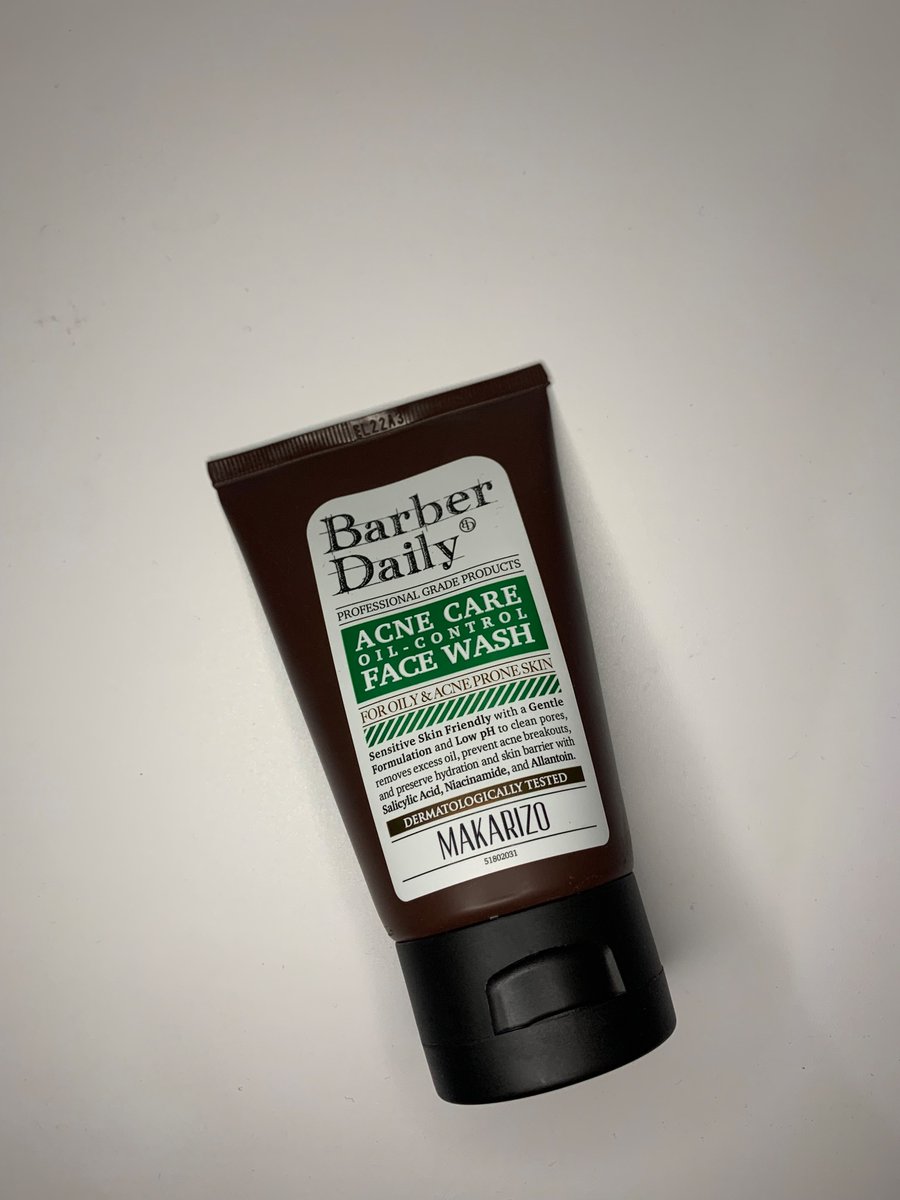 EL22A3
Barber
Daily
PROFESSIONAL GRADE PRODUCTS
ACNE CARE
OIL-CONTROL
FACE WASH
FOR OILY & ACNE PRONE SKIN
Sensitive Skin Friendly with a Gentle
Formulation and Low pH to clean pores,
removes excess oil, prevent acne breakouts,
and preserve hydration and skin barrier with
Salicylic Acid, Niacinamide, and Allantoin.
DERMATOLOGICALLY TESTED
MAKARIZO
51802031